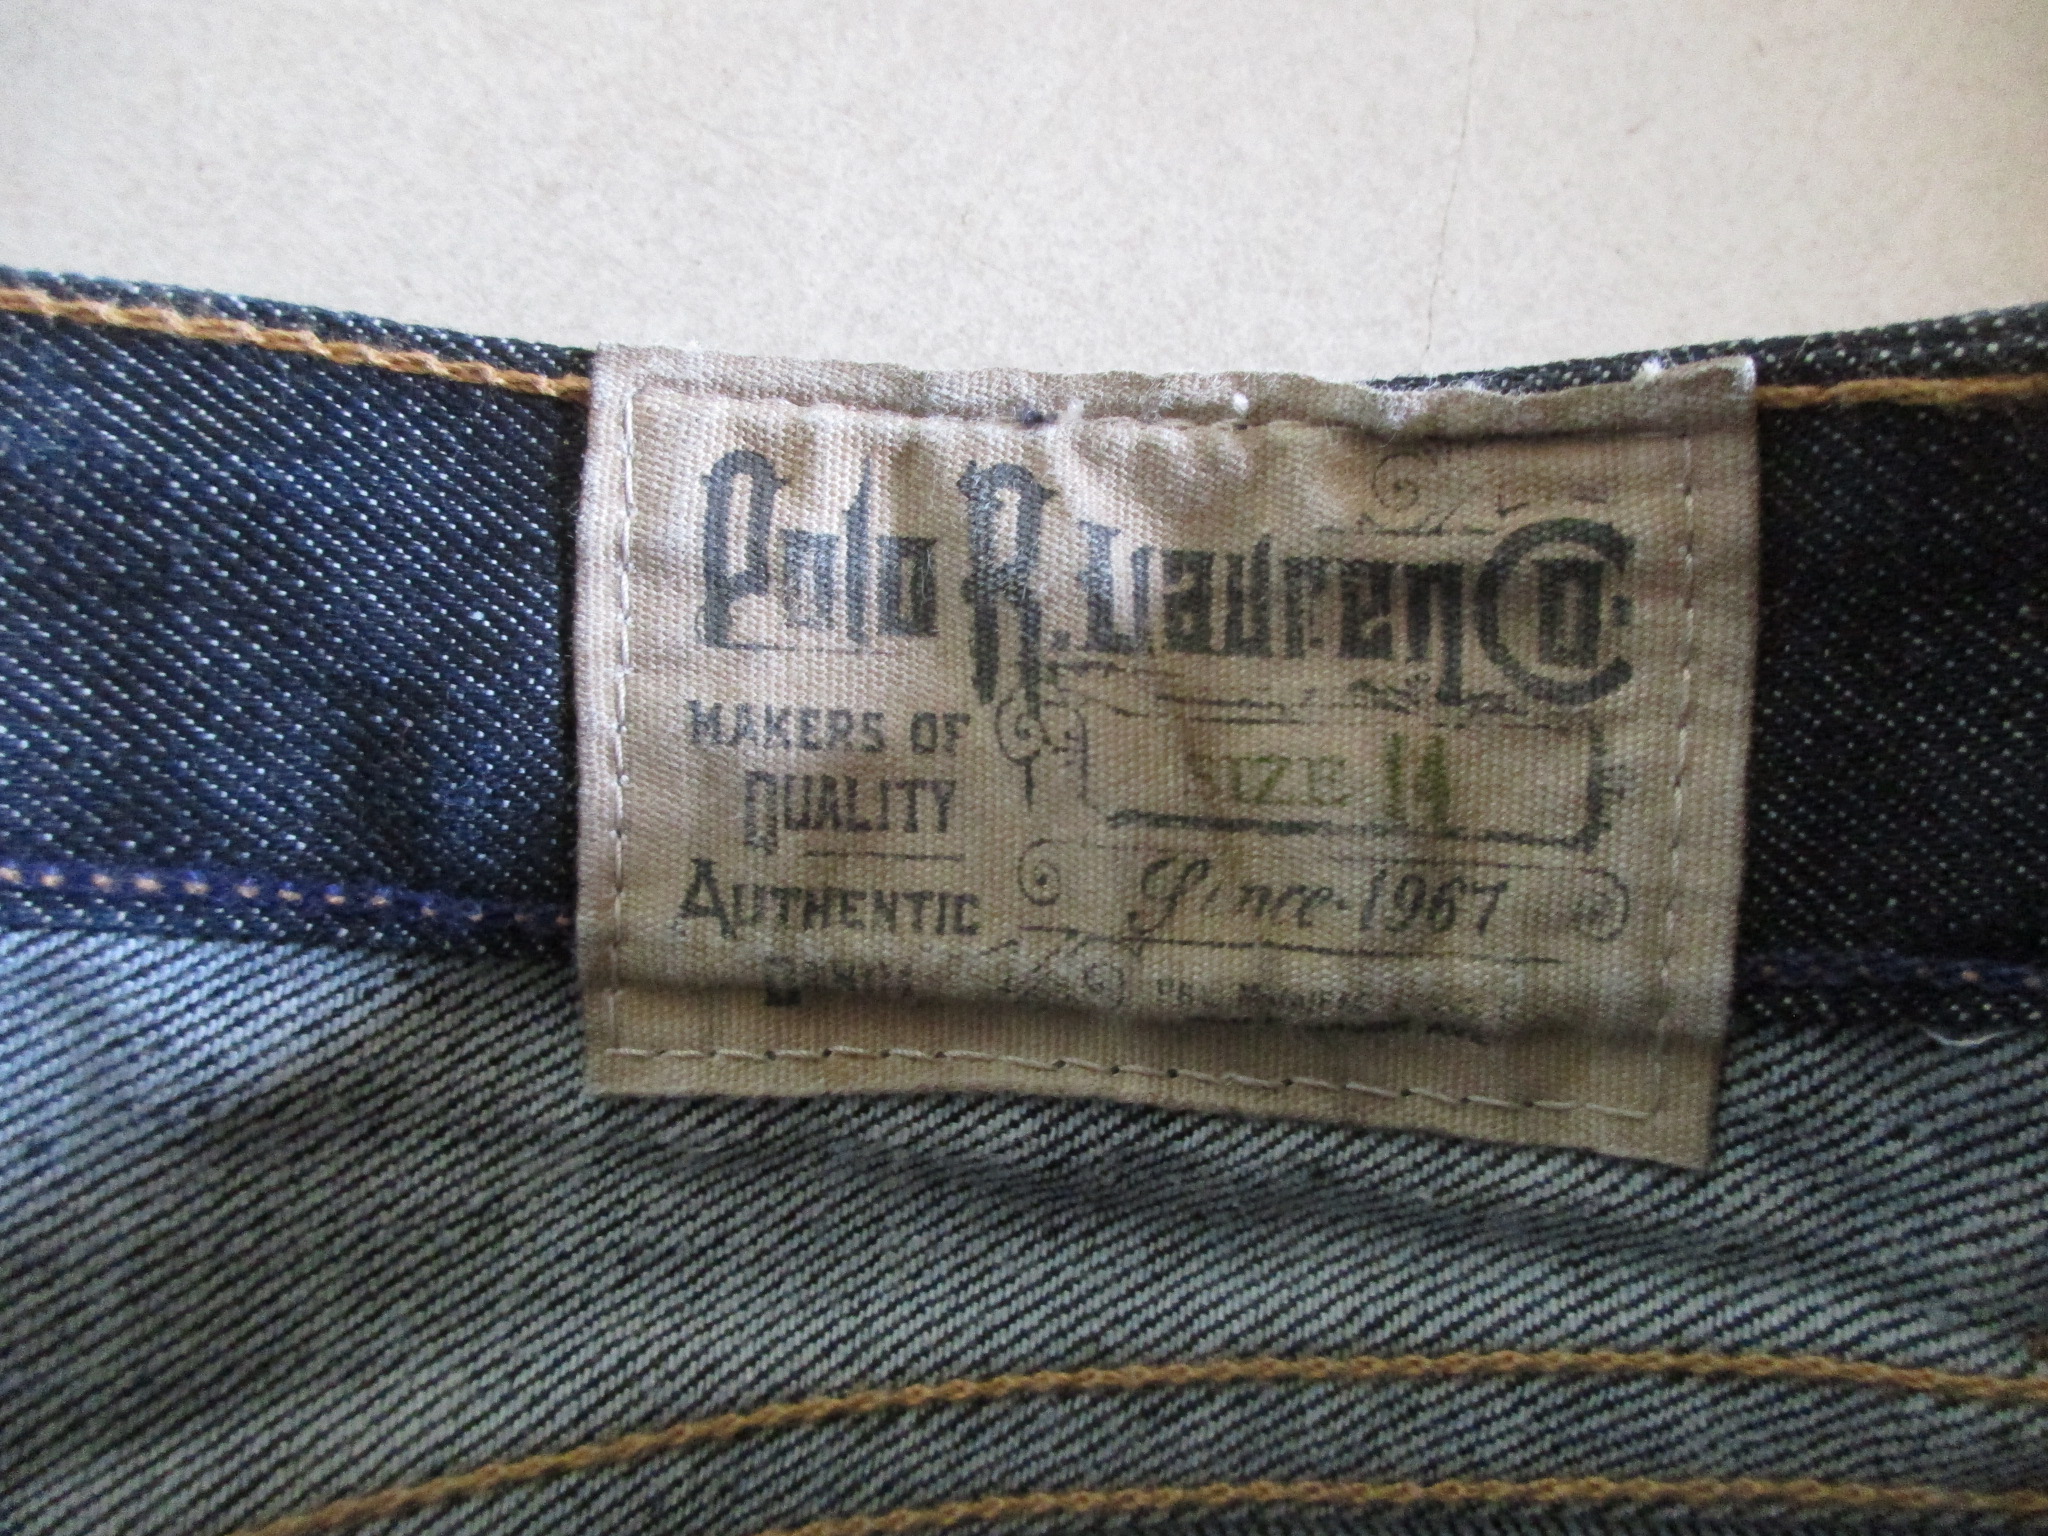 Polo R. Lauren Co.
MAKERS OF
QUALITY
SIZE 14
AUTHENTIC
Since 1967